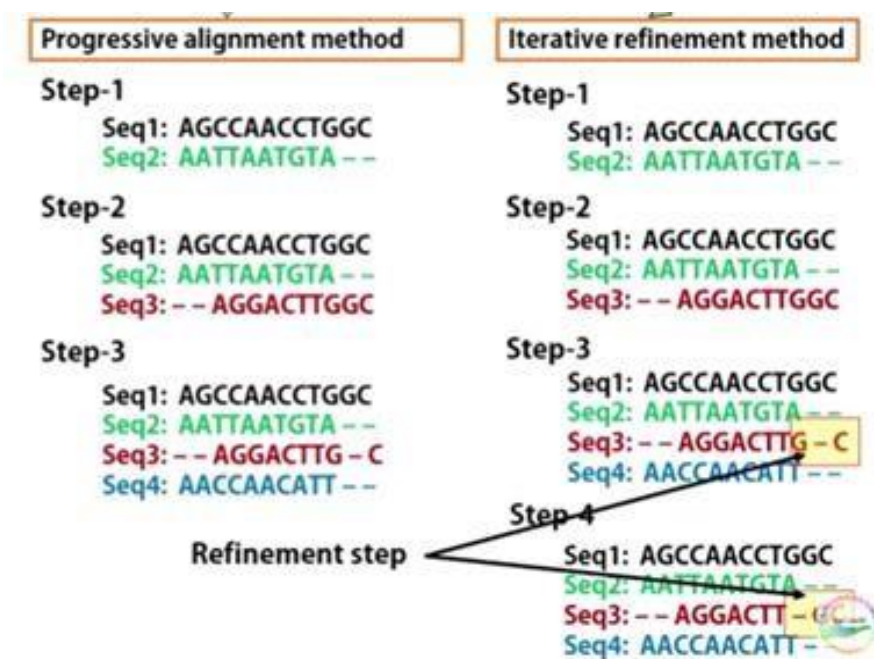 Progressive alignment method
Step-1
Seq1: AGCCAACCTGGC
Seq2: AATTAATGTA – –
Step-2
Seq1: AGCCAACCTGGC
Seq2: AATTAATGTA – –
Seq3: – – AGGACTTGGC
Step-3
Seq1: AGCCAACCTGGC
Seq2: AATTAATGTA – –
Seq3: – – AGGACTTG – C
Seq4: AACCAACATT – –
Iterative refinement method
Step-1
Seq1: AGCCAACCTGGC
Seq2: AATTAATGTA – –
Step-2
Seq1: AGCCAACCTGGC
Seq2: AATTAATGTA – –
Seq3: – – AGGACTTGGC
Step-3
Seq1: AGCCAACCTGGC
Seq2: AATTAATGTA – –
Seq3: – – AGGACTTG – C
Seq4: AACCAACATT – –
Step-4
Refinement step
Seq1: AGCCAACCTGGC
Seq2: AATTAATGTA – –
Seq3: – – AGGACTT – GC
Seq4: AACCAACATT –